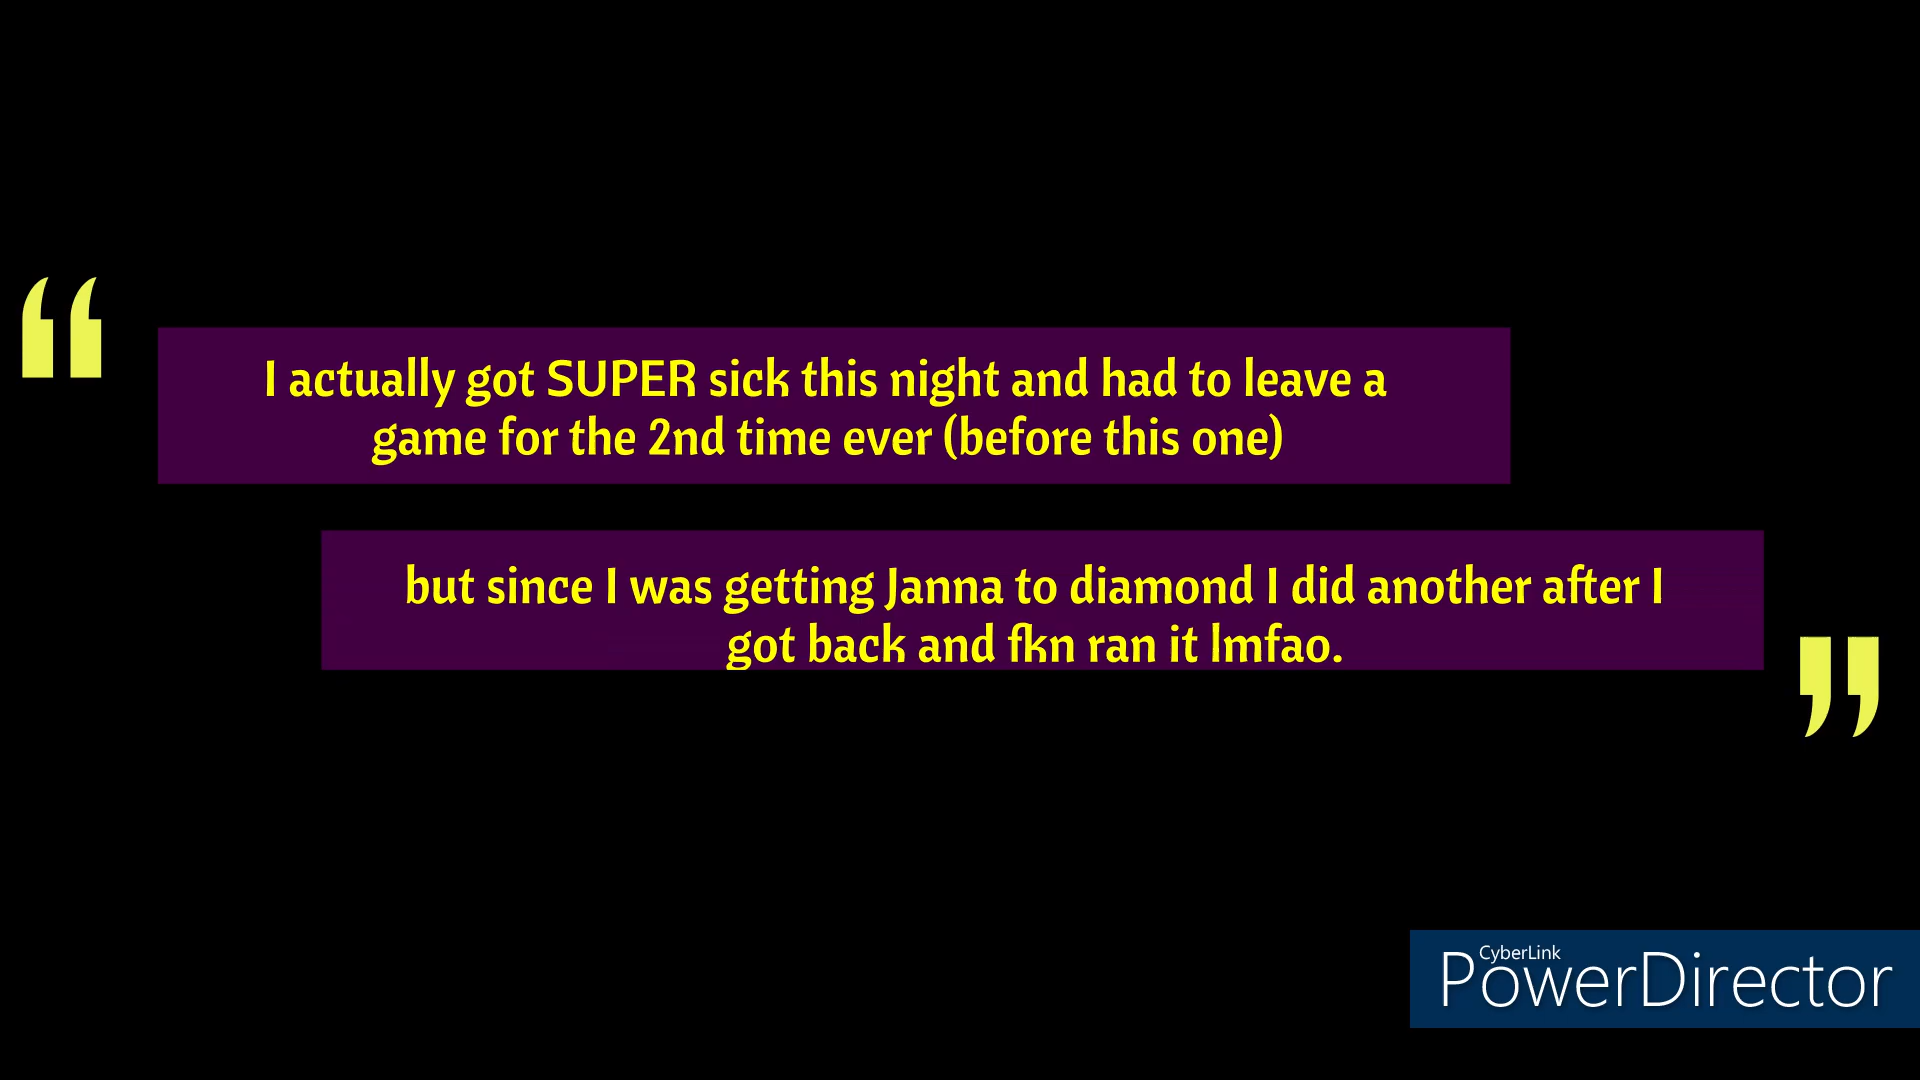 “
I actually got SUPER sick this night and had to leave a
game for the 2nd time ever (before this one)
but since I was getting Janna to diamond I did another after I
got back and fkn ran it lmfao.
”
CyberLink
PowerDirector